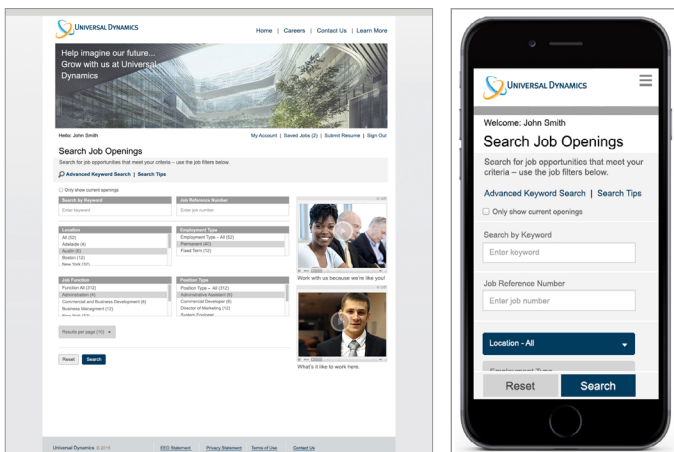 UNIVERSAL DYNAMICS
Home | Careers | Contact Us | Learn More
Help imagine our future...
Grow with us at Universal
Dynamics
Hello: John Smith
My Account | Saved Jobs (2) | Submit Resume | Sign Out
Search Job Openings
Search for job opportunities that meet your criteria – use the job filters below.
Advanced Keyword Search | Search Tips
Only show current openings
Search by Keyword
Job Reference Number
Enter keyword
Enter job number
Location
Employment Type
All (52)
Employment Type – All (52)
Adelaide (4)
Permanent (40)
Austin (6)
Fixed Term (12)
Boston (12)
New York (32)
Work with us because we're like you!
Job Function
Position Type
Function All (312)
Position Type – All (312)
Administration (4)
Administrative Assistant (6)
Commercial and Business Development (6)
Commercial Developer (6)
Business Managment (12)
Director of Marketing (12)
System Engineer
Results per page (10)
Reset
Search
What's it like to work here.
Universal Dynamics © 2015
EEO Statement
Privacy Statement
Terms of Use
Contact Us
UNIVERSAL DYNAMICS
Welcome: John Smith
Search Job Openings
Search for job opportunities that meet your
criteria – use the job filters below.
Advanced Keyword Search | Search Tips
Only show current openings
Search by Keyword
Enter keyword
Job Reference Number
Enter job number
Location - All
Employment Type
Reset
Search